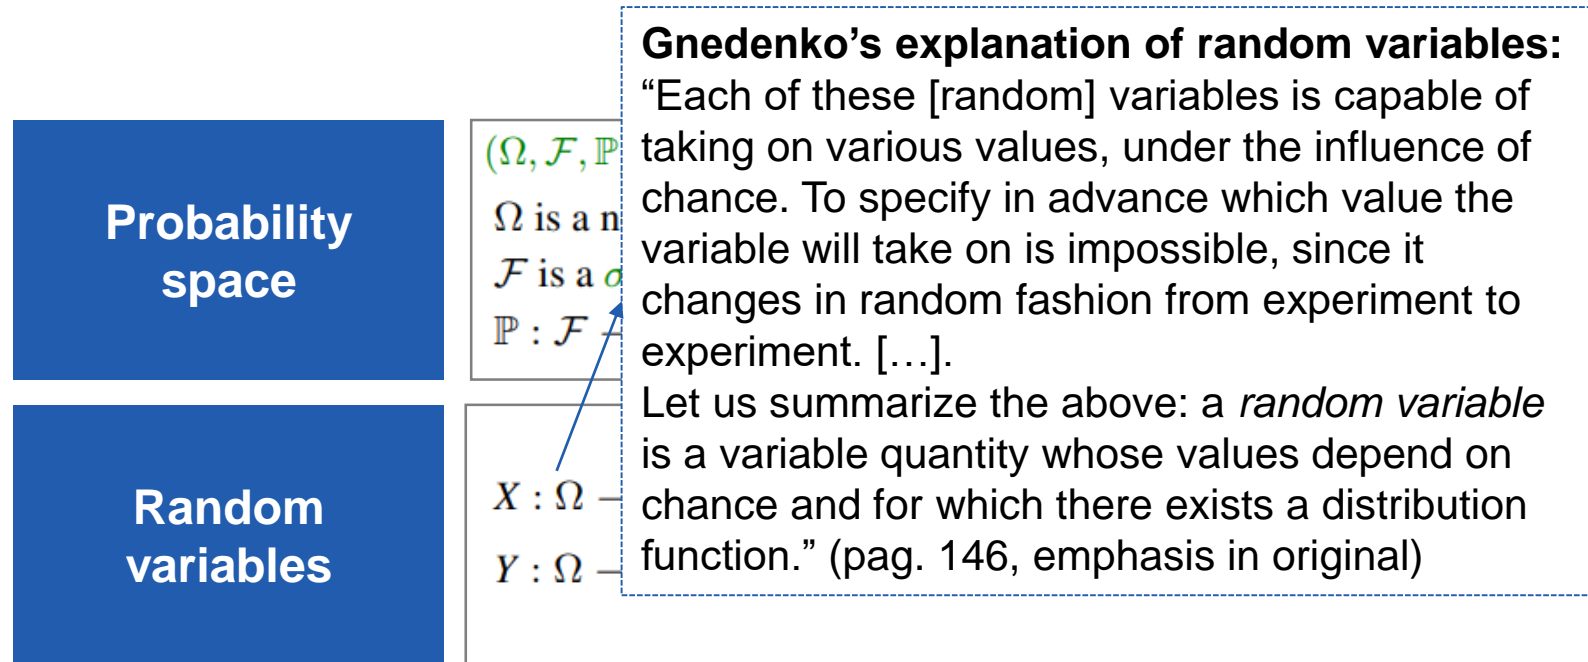 Gnedenko’s explanation of random variables:
“Each of these [random] variables is capable of
taking on various values, under the influence of
chance. To specify in advance which value the
variable will take on is impossible, since it
changes in random fashion from experiment to
experiment. […].
Let us summarize the above: a random variable
is a variable quantity whose values depend on
chance and for which there exists a distribution
function.” (pag. 146, emphasis in original)
Probability
space
(Ω, ℱ, ℙ
Ω is a n
ℱ is a σ
ℙ : ℱ –
Random
variables
X : Ω –
Y : Ω –